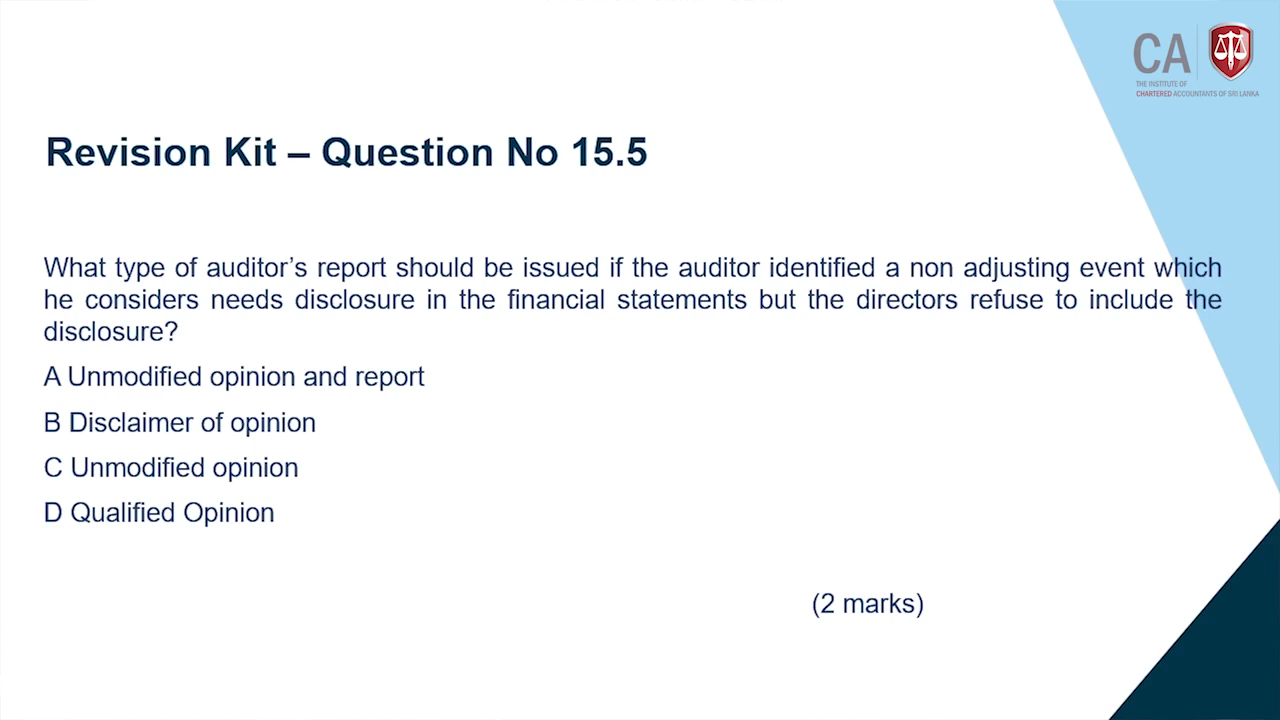 CA
THE INSTITUTE OF
CHARTERED ACCOUNTANTS OF SRI LANKA
Revision Kit – Question No 15.5
What type of auditor’s report should be issued if the auditor identified a non adjusting event which
he considers needs disclosure in the financial statements but the directors refuse to include the
disclosure?
A Unmodified opinion and report
B Disclaimer of opinion
C Unmodified opinion
D Qualified Opinion
(2 marks)